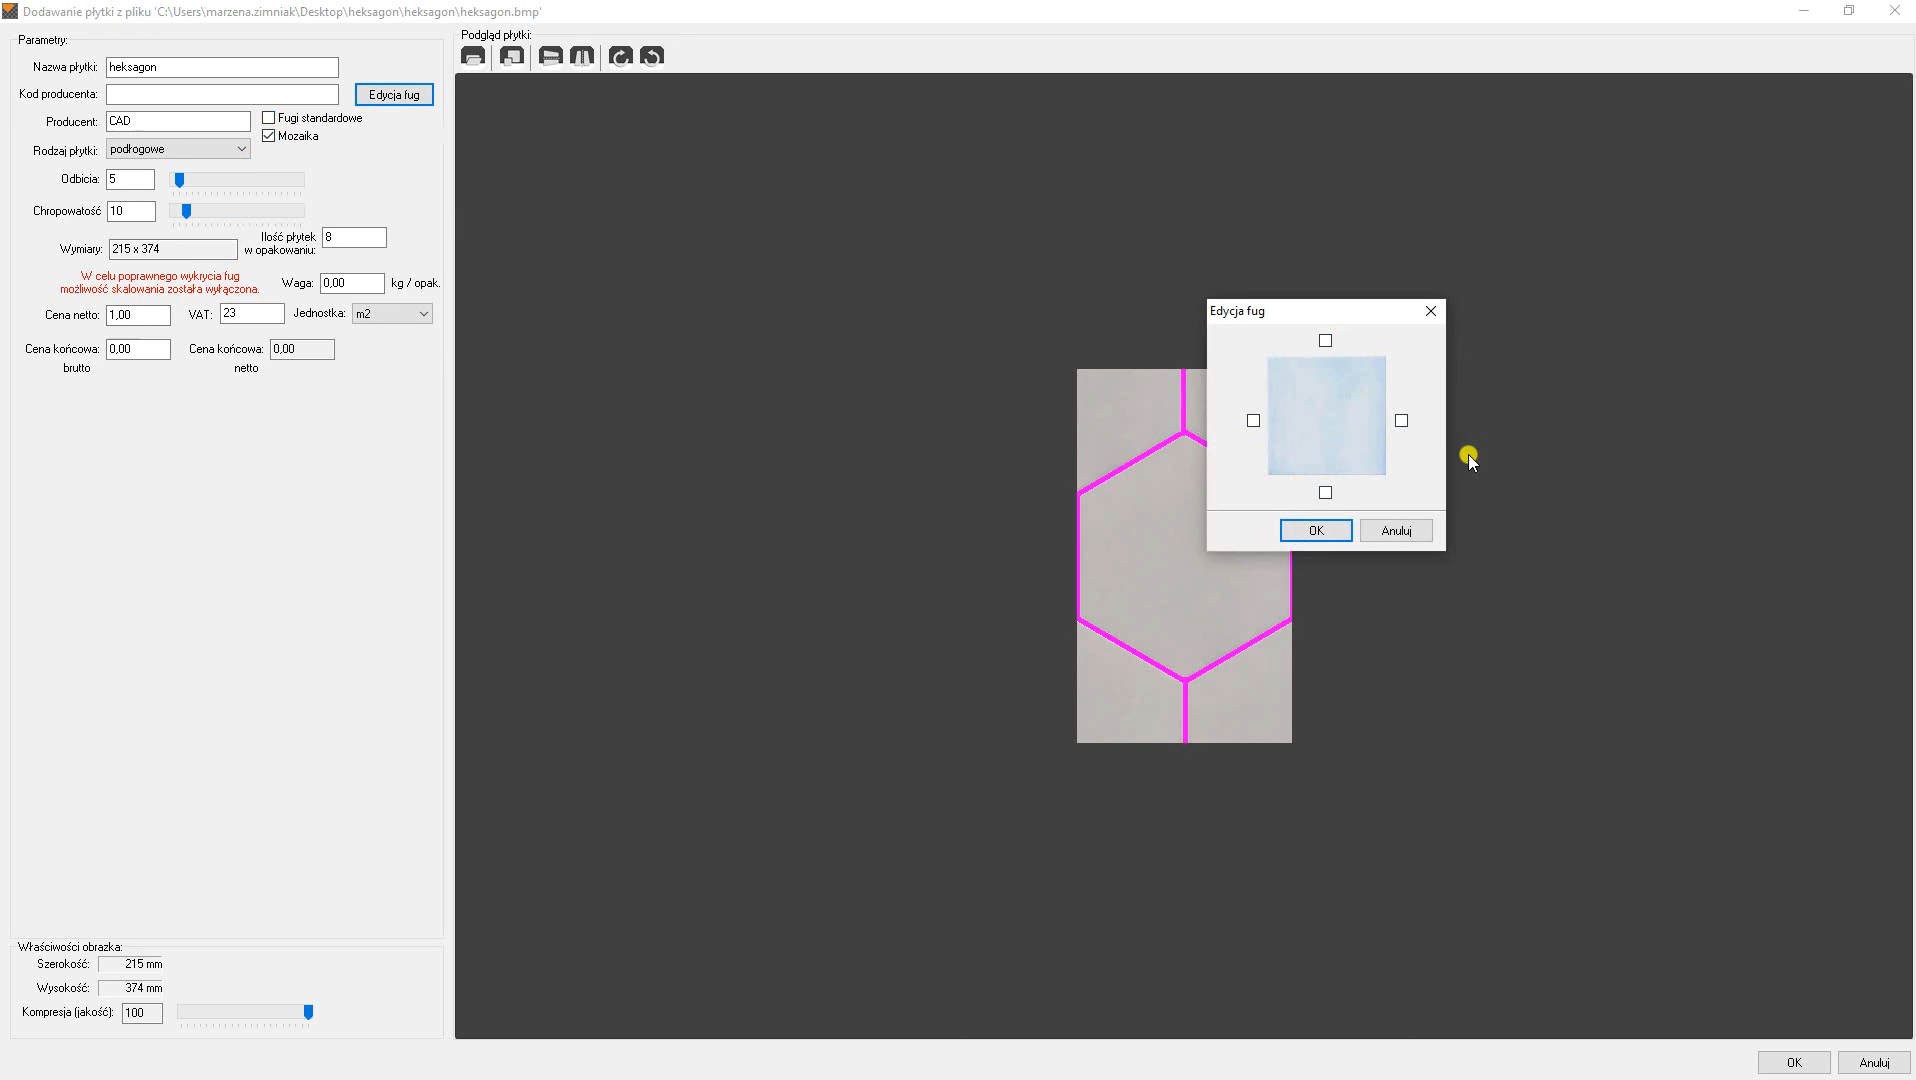 Dodawanie płytki z pliku 'C:\Users\marzena.zimniak\Desktop\heksagon\heksagon\heksagon.bmp'
Parametry:
Nazwa płytki: heksagon
Kod producenta:
Edycja fug
Producent: CAD
Fugi standardowe
Mozaika
Rodzaj płytki: podłogowe
Odbicia: 5
Chropowatość 10
Wymiary: 215 x 374
Ilość płytek w opakowaniu: 8
W celu poprawnego wykrycia fug
możliwość skalowania została wyłączona.
Waga: 0,00 kg / opak.
Cena netto: 1,00 VAT: 23 Jednostka: m2
Cena końcowa: 0,00 Cena końcowa: 0,00
brutto netto
Właściwości obrazka:
Szerokość: 215 mm
Wysokość: 374 mm
Kompresja (jakość): 100
Podgląd płytki:
Edycja fug
OK Anuluj
OK Anuluj